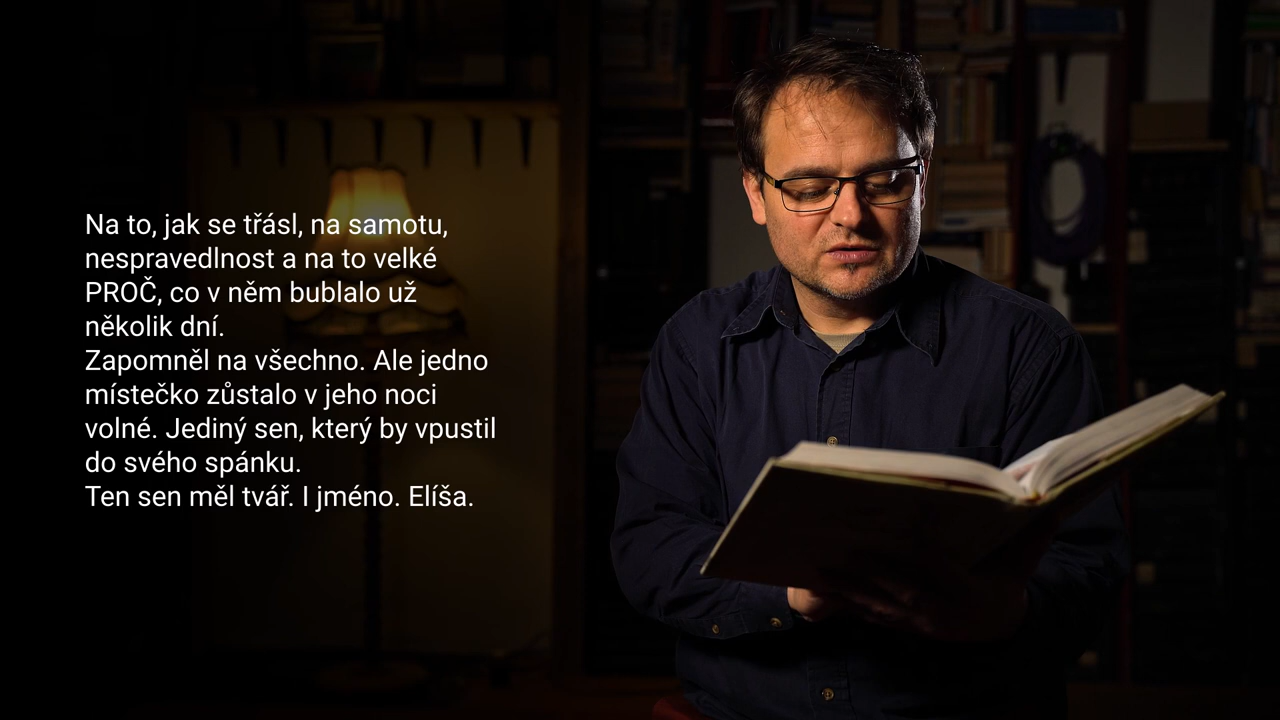 Na to, jak se třásl, na samotu,
nespravedlnost a na to velké
PROČ, co v něm bublalo už
několik dní.
Zapomněl na všechno. Ale jedno
místečko zůstalo v jeho noci
volné. Jediný sen, který by vpustil
do svého spánku.
Ten sen měl tvář. I jméno. Elíša.